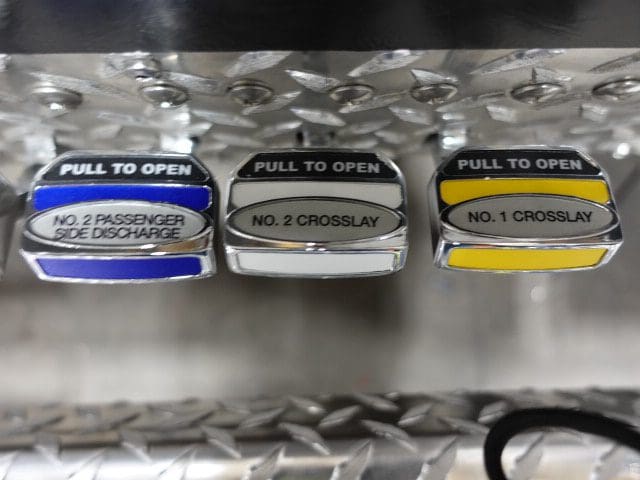 PULL TO OPEN
NO. 2 PASSENGER
SIDE DISCHARGE
PULL TO OPEN
NO. 2 CROSSLAY
PULL TO OPEN
NO. 1 CROSSLAY